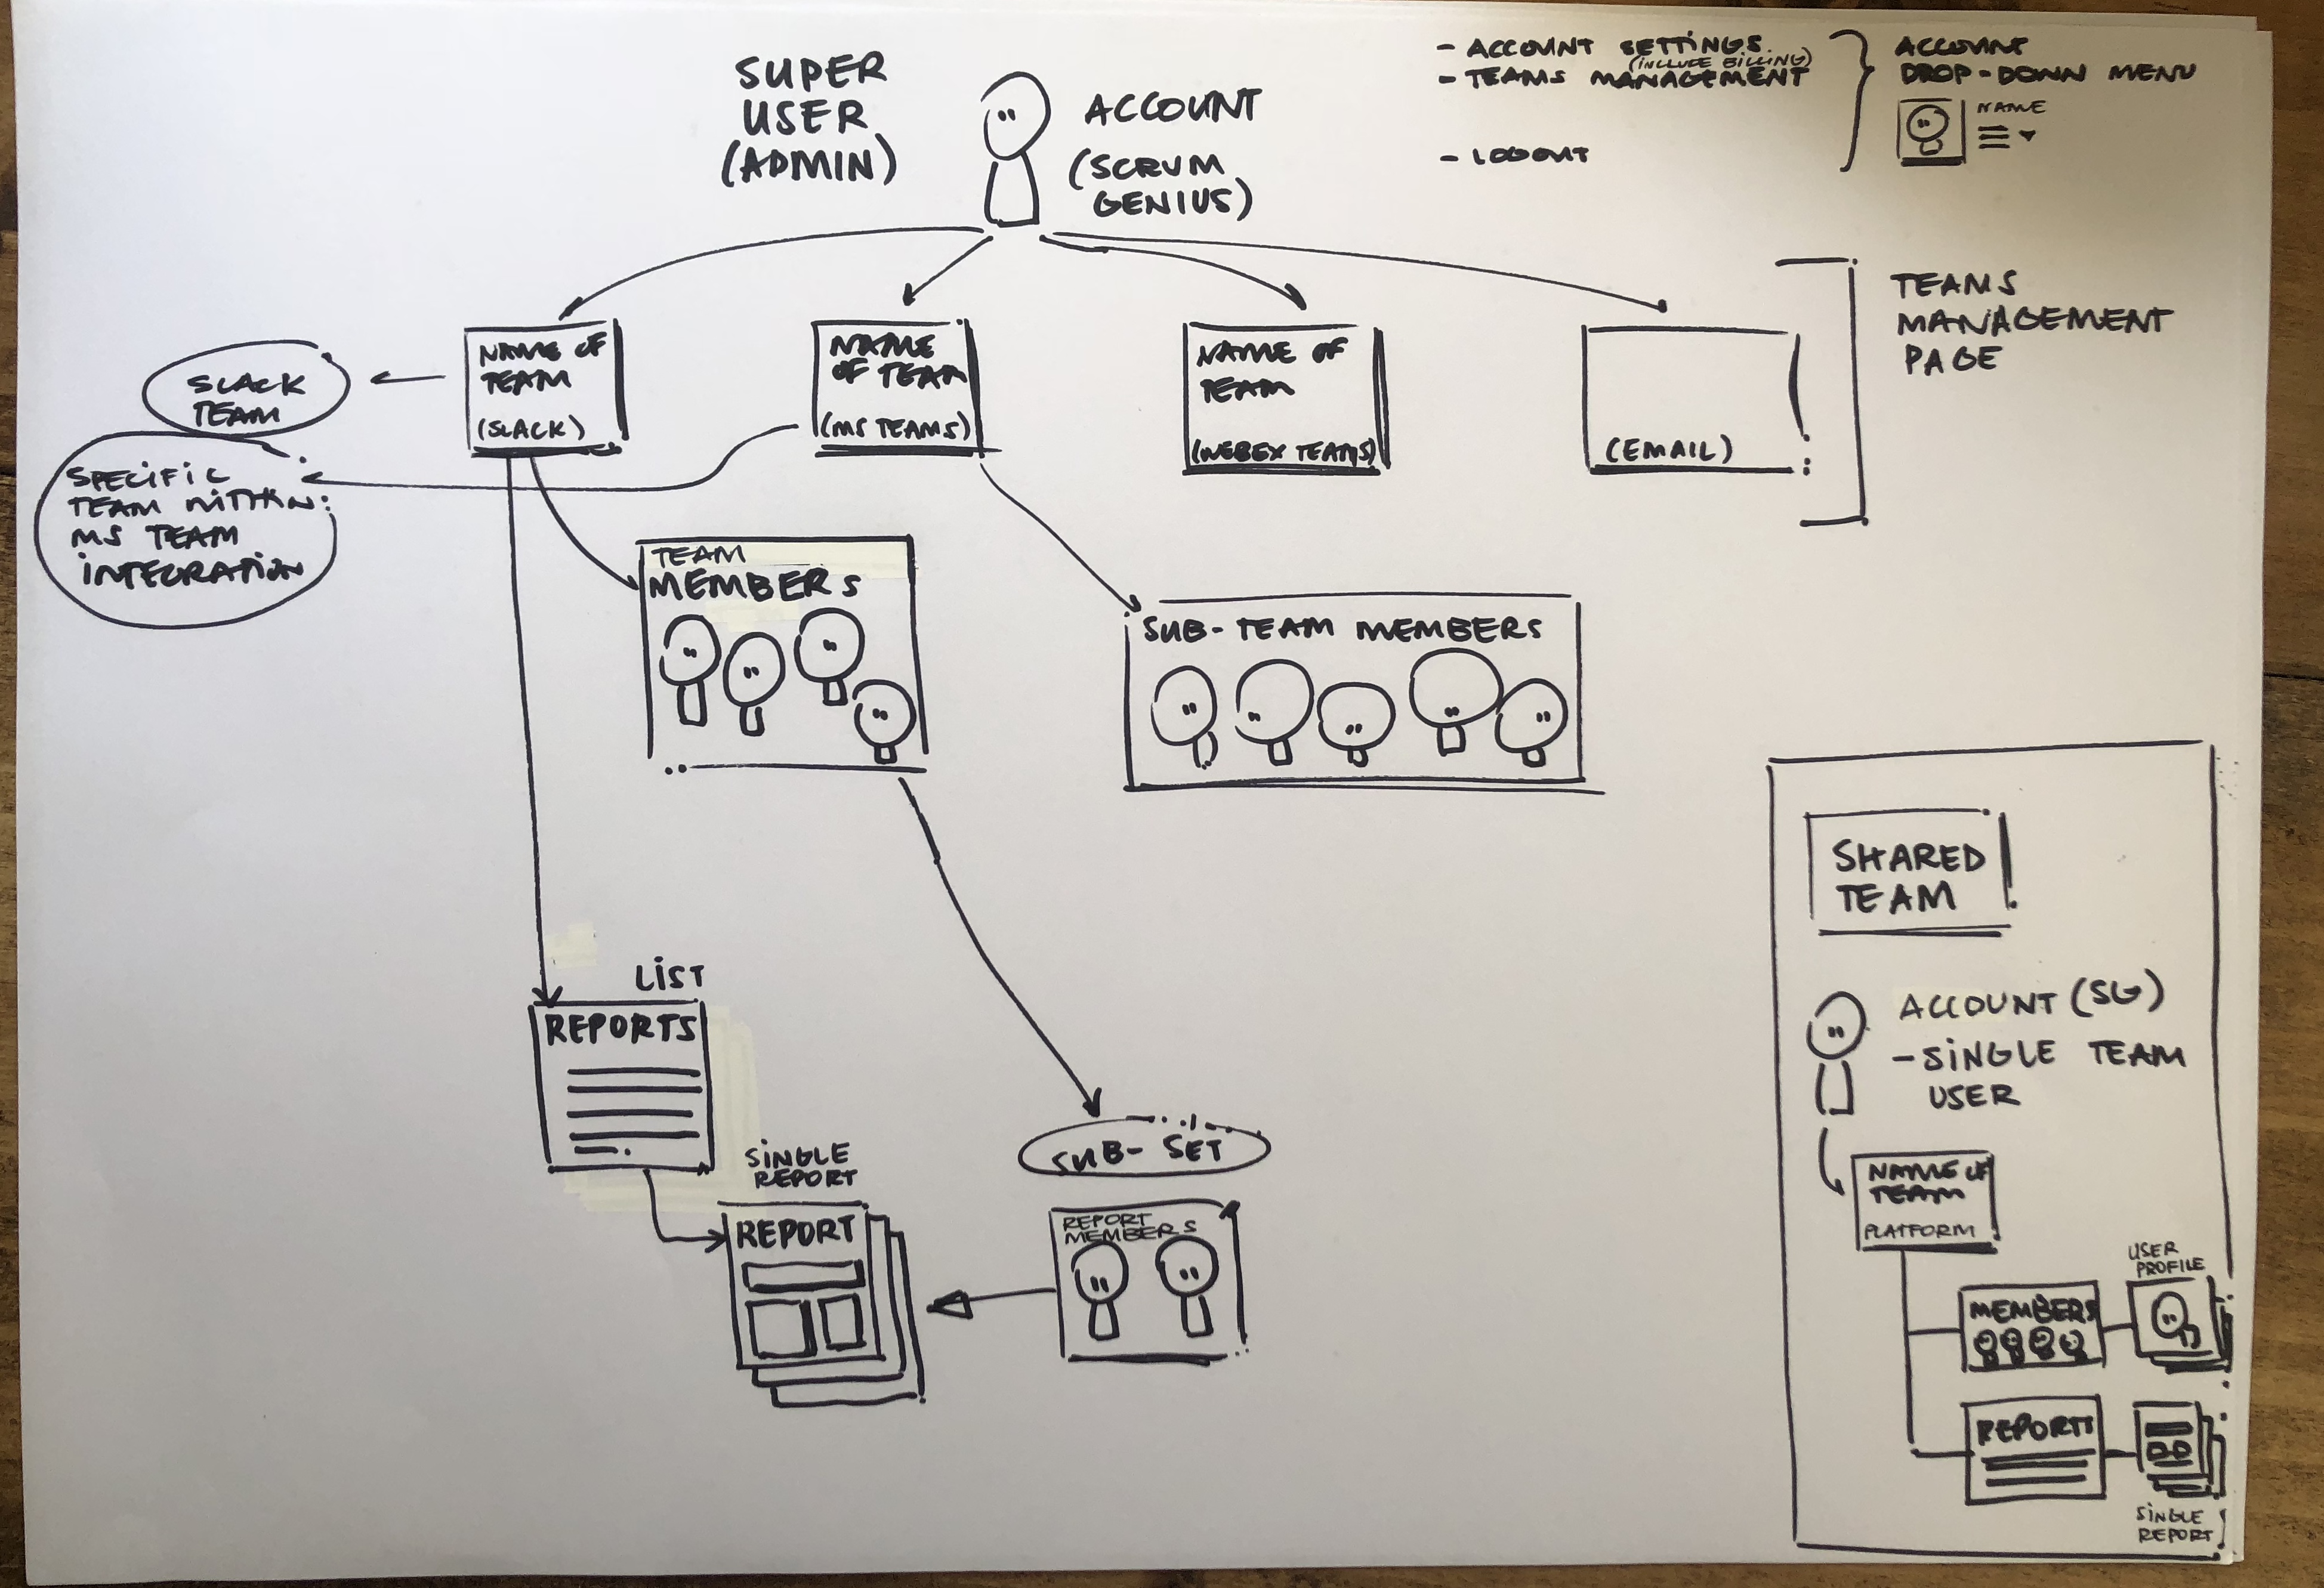 SUPER
USER
(ADMIN)
ACCOUNT
(SCRUM
GENIUS)
- ACCOUNT SETTINGS
(INCLUDE BILLING)
- TEAMS MANAGEMENT
- LOGOUT
ACCOUNT
DROP-DOWN MENU
NAME
TEAMS
MANAGEMENT
PAGE
SLACK
TEAM
NAME OF
TEAM
(SLACK)
NAME
OF TEAM
(MS TEAMS)
NAME OF
TEAM
(WEBEX TEAMS)
(EMAIL)
SPECIFIC
TEAM WITHIN
MS TEAM
INTEGRATION
TEAM
MEMBERS
SUB-TEAM MEMBERS
LIST
REPORTS
SINGLE
REPORT
REPORT
SUB-SET
REPORT
MEMBERS
SHARED
TEAM
ACCOUNT (SG)
- SINGLE TEAM
USER
NAME OF
TEAM
PLATFORM
MEMBERS
USER
PROFILE
REPORTS
SINGLE
REPORT